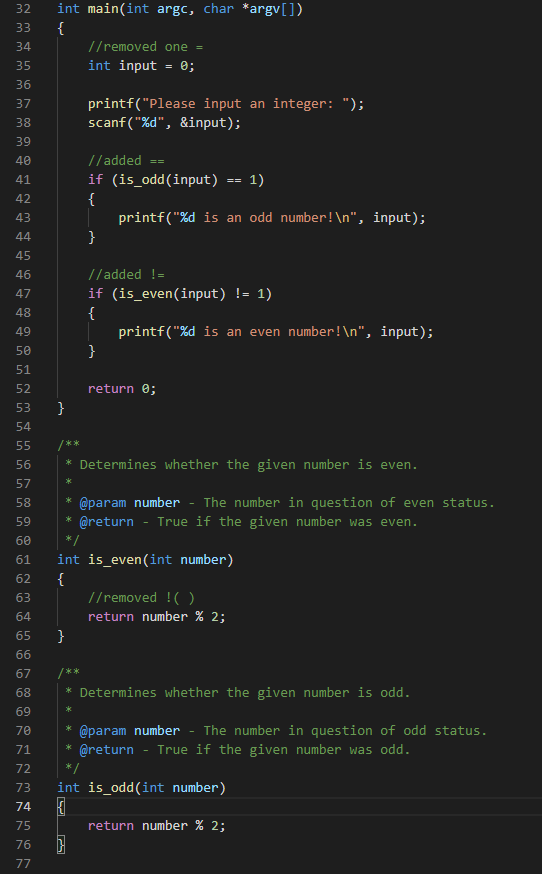 32 int main(int argc, char *argv[])
33 {
34     //removed one =
35     int input = 0;
36
37     printf("Please input an integer: ");
38     scanf("%d", &input);
39
40     //added ==
41     if (is_odd(input) == 1)
42     {
43         printf("%d is an odd number!\n", input);
44     }
45
46     //added !=
47     if (is_even(input) != 1)
48     {
49         printf("%d is an even number!\n", input);
50     }
51
52     return 0;
53 }
54
55 /**
56  * Determines whether the given number is even.
57  *
58  * @param number - The number in question of even status.
59  * @return - True if the given number was even.
60  */
61 int is_even(int number)
62 {
63     //removed !( )
64     return number % 2;
65 }
66
67 /**
68  * Determines whether the given number is odd.
69  *
70  * @param number - The number in question of odd status.
71  * @return - True if the given number was odd.
72  */
73 int is_odd(int number)
74 {
75     return number % 2;
76 }
77